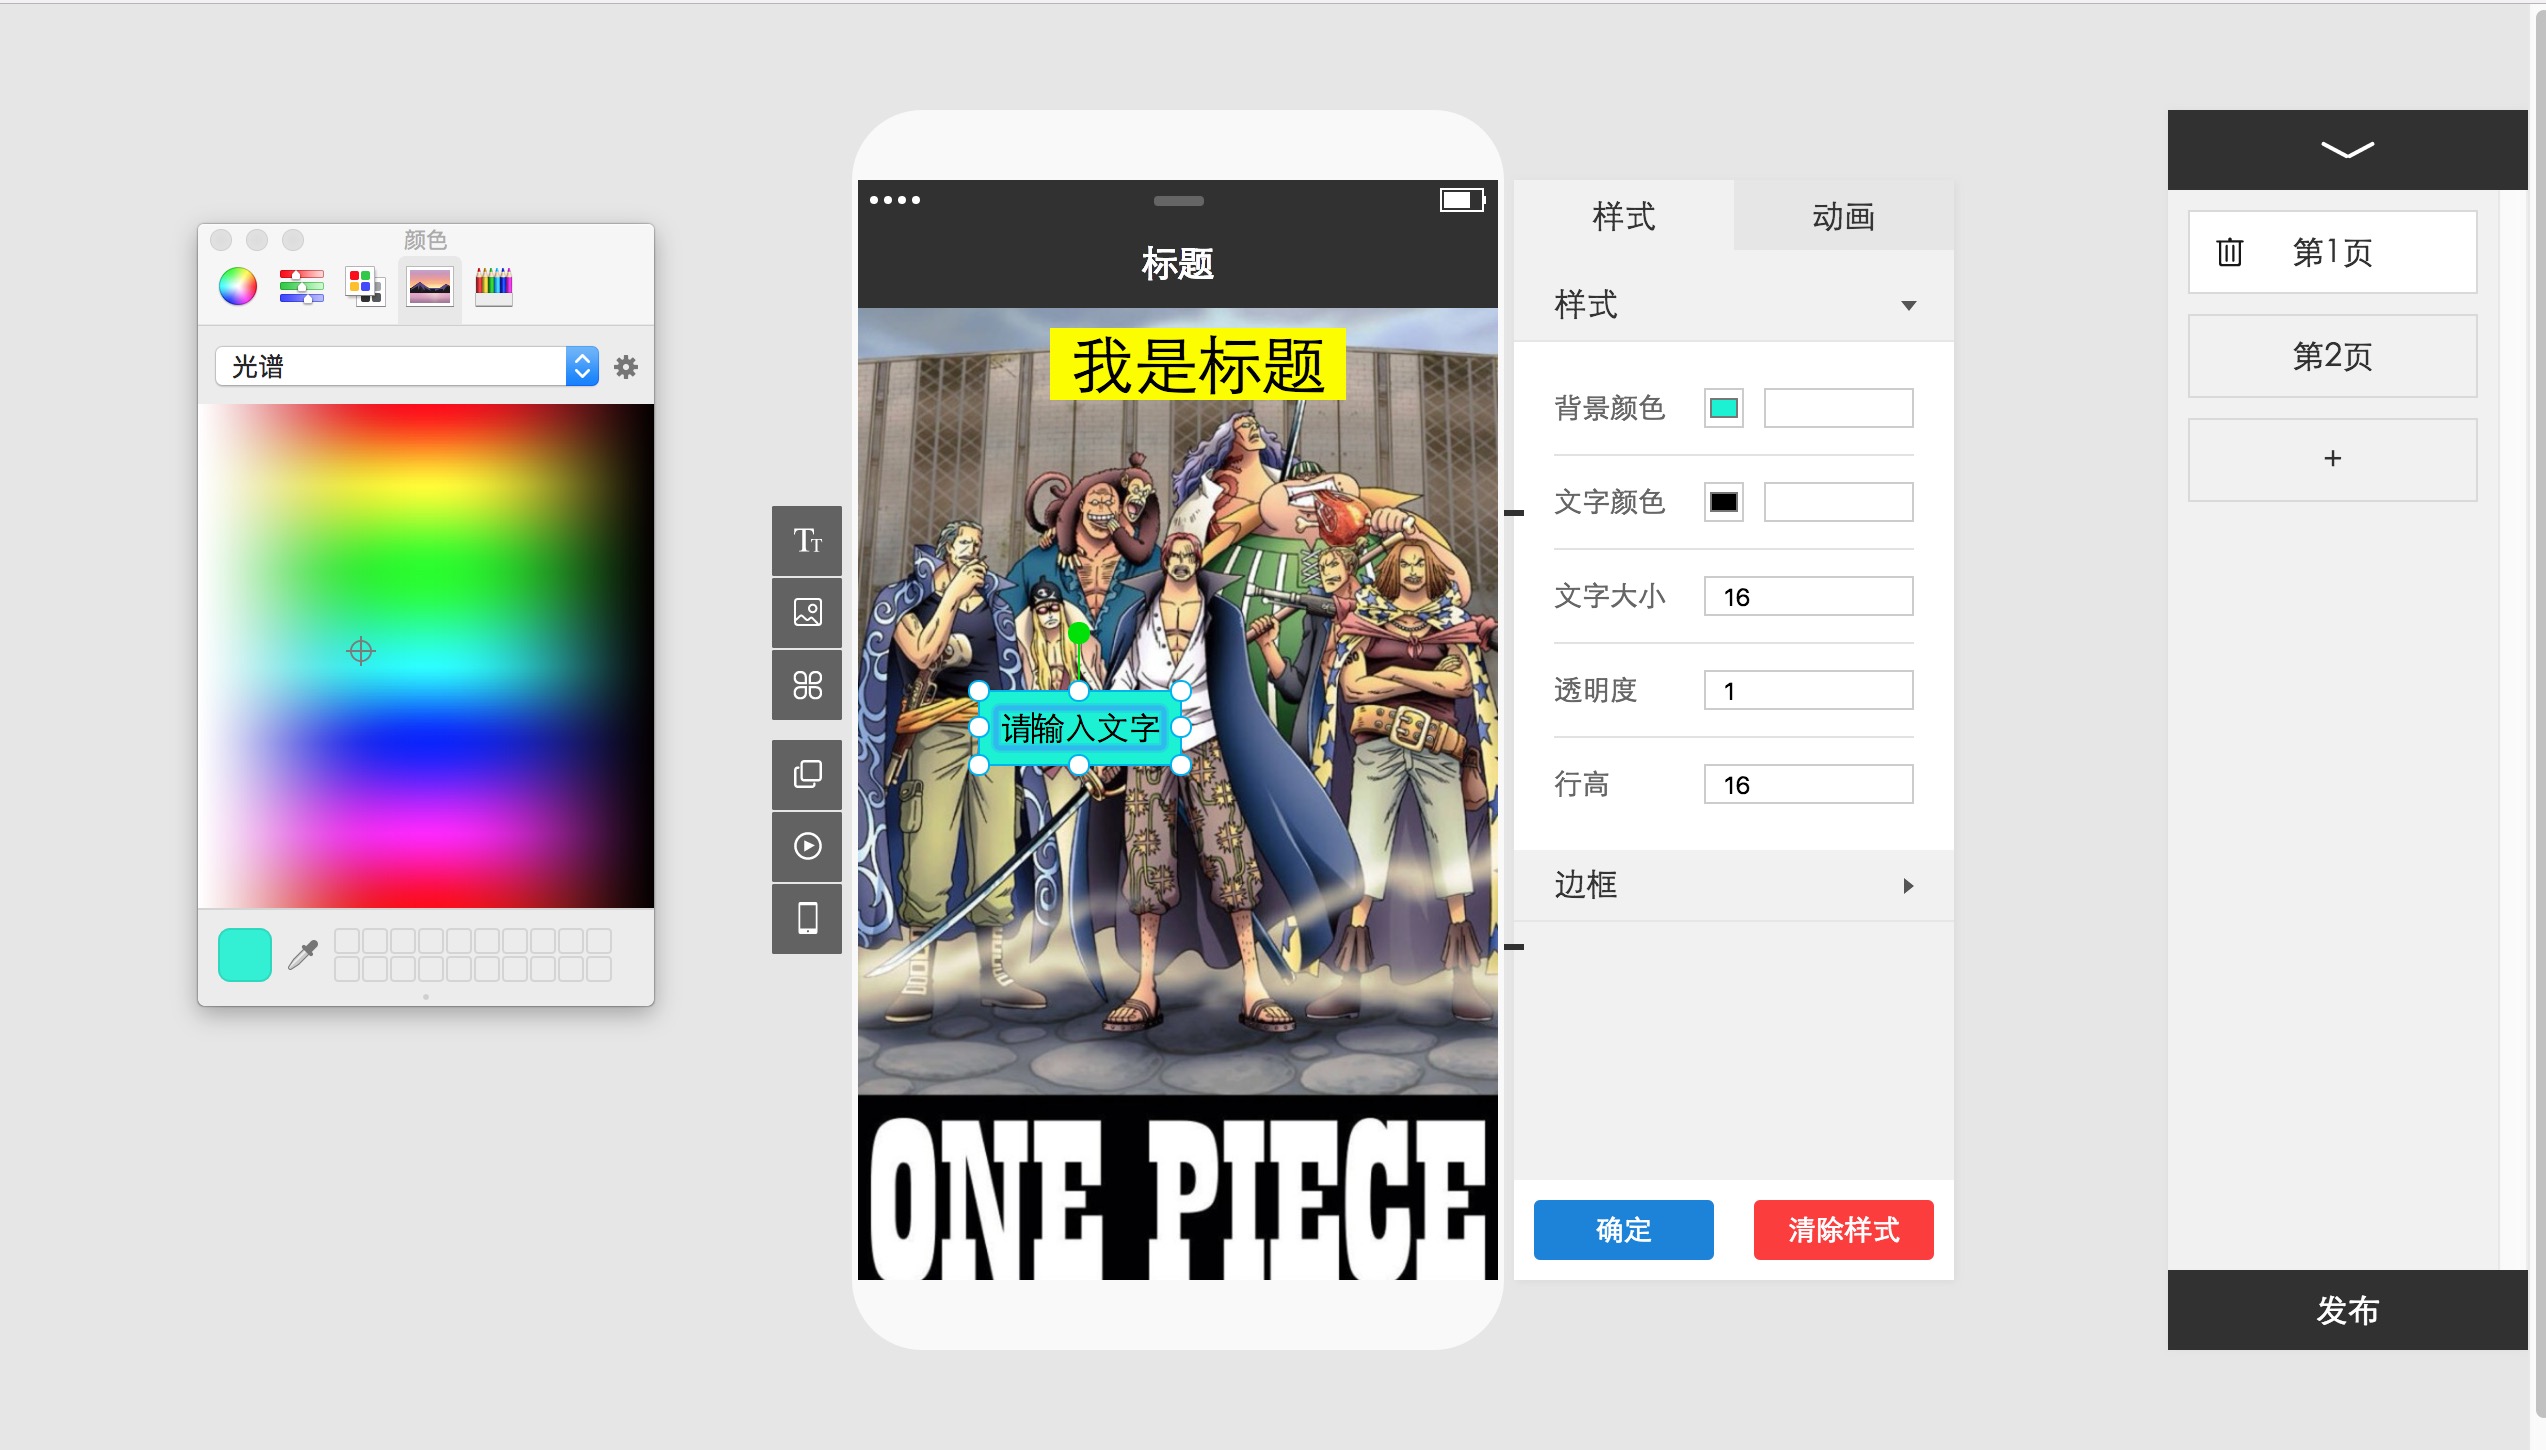 颜色
光谱
标题
我是标题
请输入文字
ONE PIECE
TT
样式
动画
样式
背景颜色
文字颜色
文字大小
16
透明度
1
行高
16
边框
确定
清除样式
第1页
第2页
+
发布